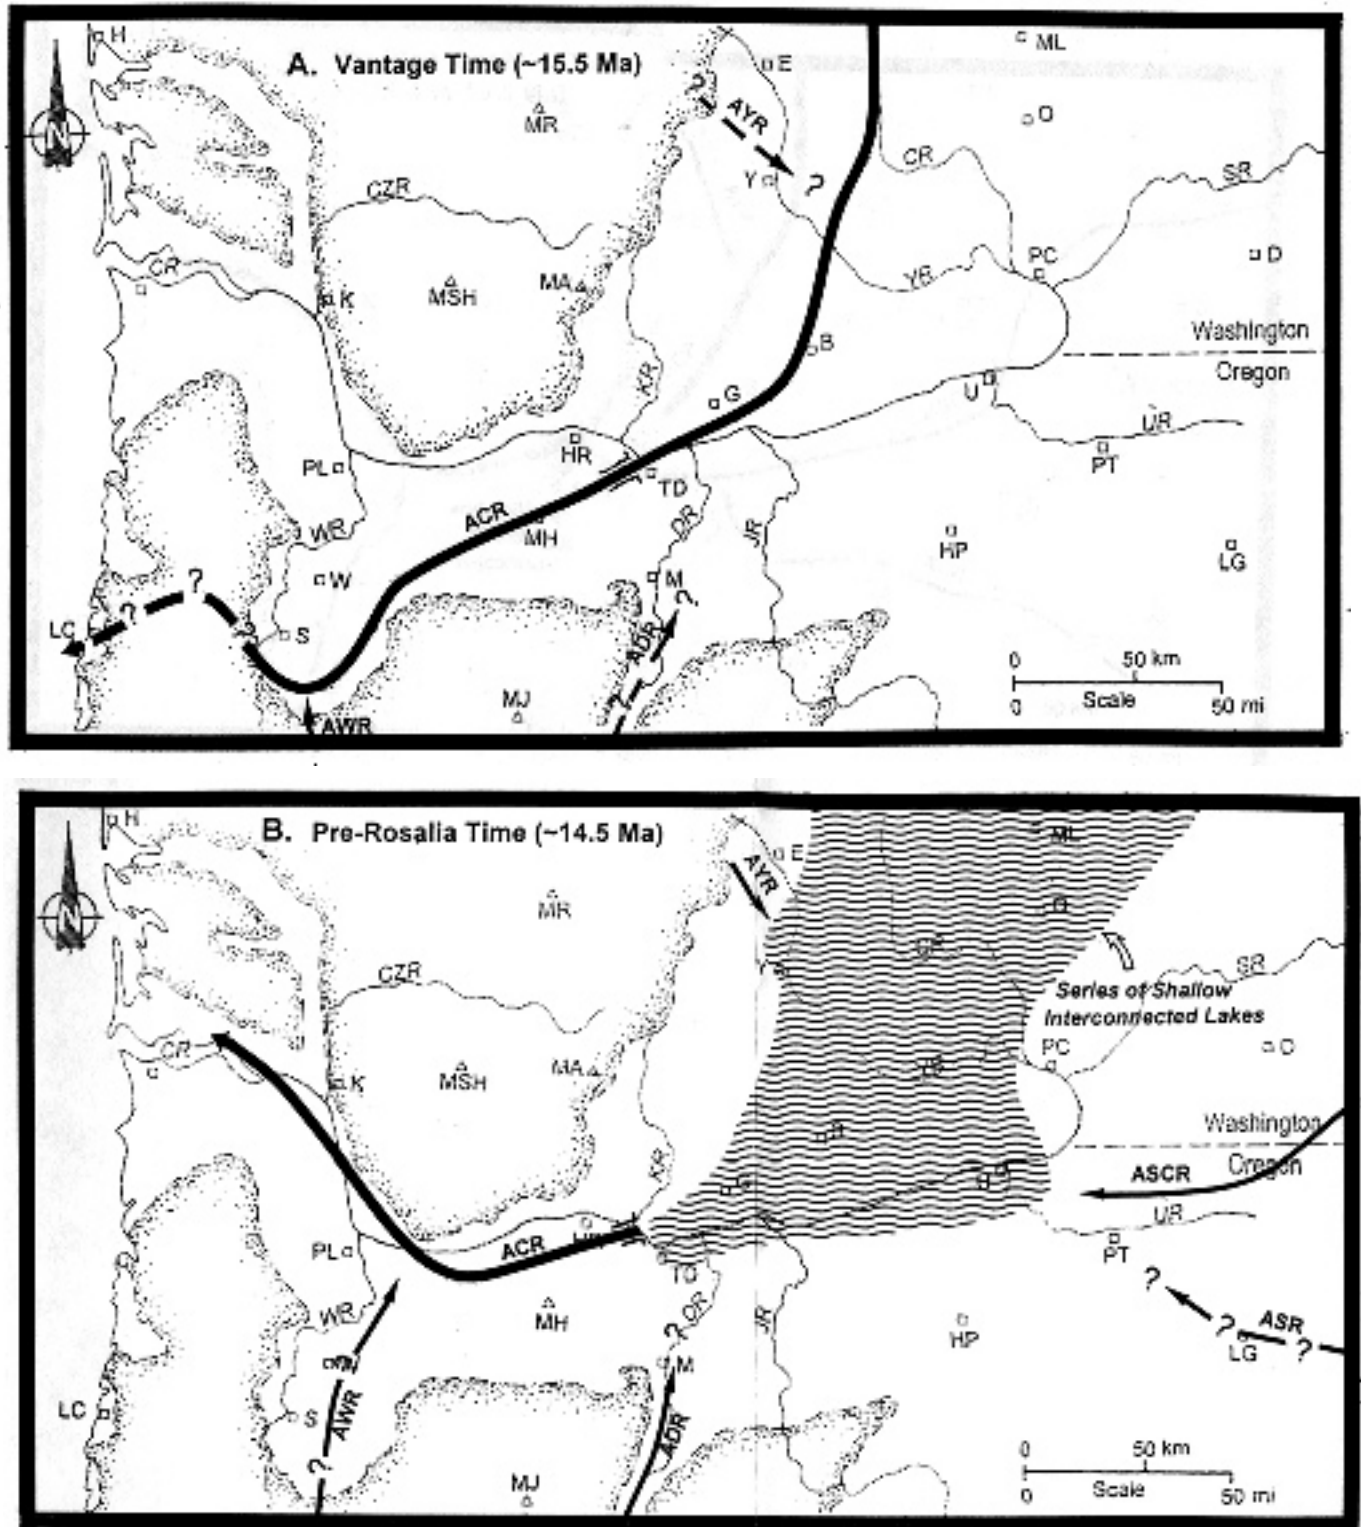 H
A. Vantage Time (~15.5 Ma)
E
ML
MR
?
AYR
O
N
CR
SR
Y
?
CZR
CR
PC
D
K
MSH
MA
YR
B
Washington
Oregon
KR
G
U
UR
HR
PL
PT
TD
ACR
WR
MH
DR
JR
HP
LG
W
M
?
?
?
LC
S
ADR
0 50 km
Scale
0 50 mi
?
MJ
AWR
H
B. Pre-Rosalia Time (~14.5 Ma)
E
ML
AYR
MR
O
N
CR
CZR
SR
Y
Series of Shallow
Interconnected Lakes
CR
PC
MSH
MA
K
B
Washington
Oregon
KR
ASCR
G
U
UR
PL
ACR
PT
TD
?
WR
MH
DR
JR
HP
?
ASR
?
LG
?
W
M
LC
S
AWR
ADR
0 50 km
Scale
0 50 mi
?
MJ